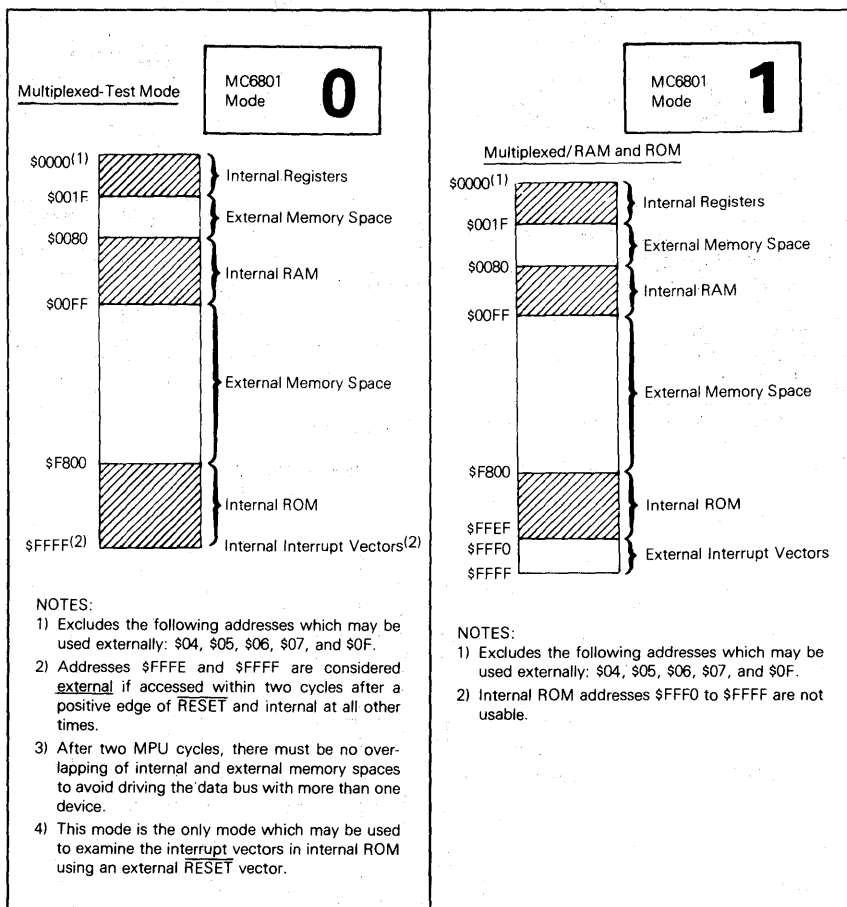 Multiplexed-Test Mode
MC6801
Mode
0
$0000(1)
Internal Registers
$001F
External Memory Space
$0080
Internal RAM
$00FF
External Memory Space
$F800
Internal ROM
$FFFF(2)
Internal Interrupt Vectors(2)
NOTES:
1) Excludes the following addresses which may be
used externally: $04, $05, $06, $07, and $0F.
2) Addresses $FFFE and $FFFF are considered
external if accessed within two cycles after a
positive edge of RESET and internal at all other
times.
3) After two MPU cycles, there must be no over-
lapping of internal and external memory spaces
to avoid driving the data bus with more than one
device.
4) This mode is the only mode which may be used
to examine the interrupt vectors in internal ROM
using an external RESET vector.
MC6801
Mode
1
Multiplexed/RAM and ROM
$0000(1)
Internal Registers
$001F
External Memory Space
$0080
Internal RAM
$00FF
External Memory Space
$F800
Internal ROM
$FFEF
$FFF0
External Interrupt Vectors
$FFFF
NOTES:
1) Excludes the following addresses which may be
used externally: $04, $05, $06, $07, and $0F.
2) Internal ROM addresses $FFF0 to $FFFF are not
usable.